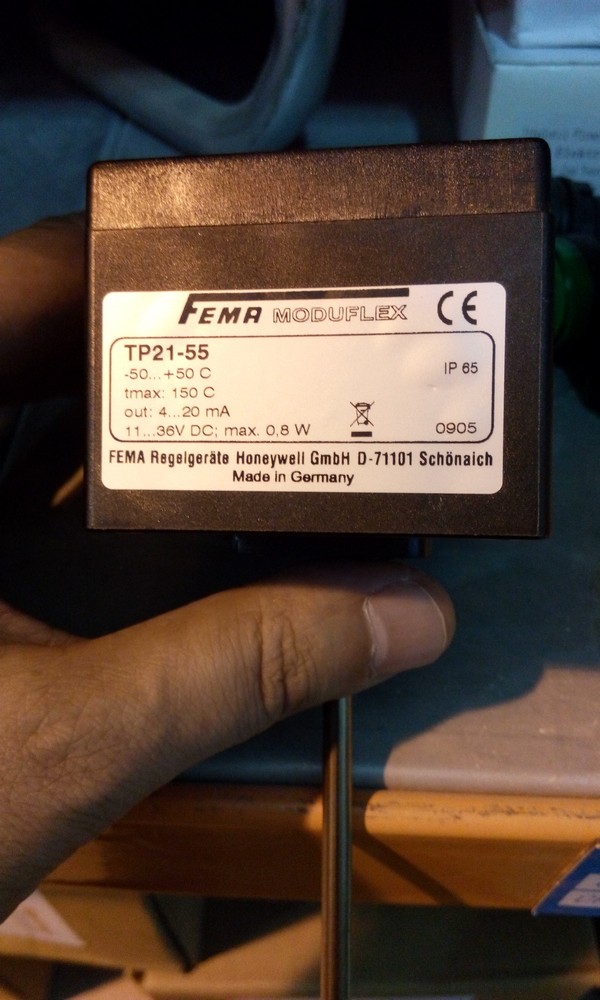 FEMA MODUFLEX CE
TP21-55
-50...+50 C
IP 65
tmax: 150 C
out: 4...20 mA
11...36V DC; max. 0,8 W
0905
FEMA Regelgeräte Honeywell GmbH D-71101 Schönaich
Made in Germany